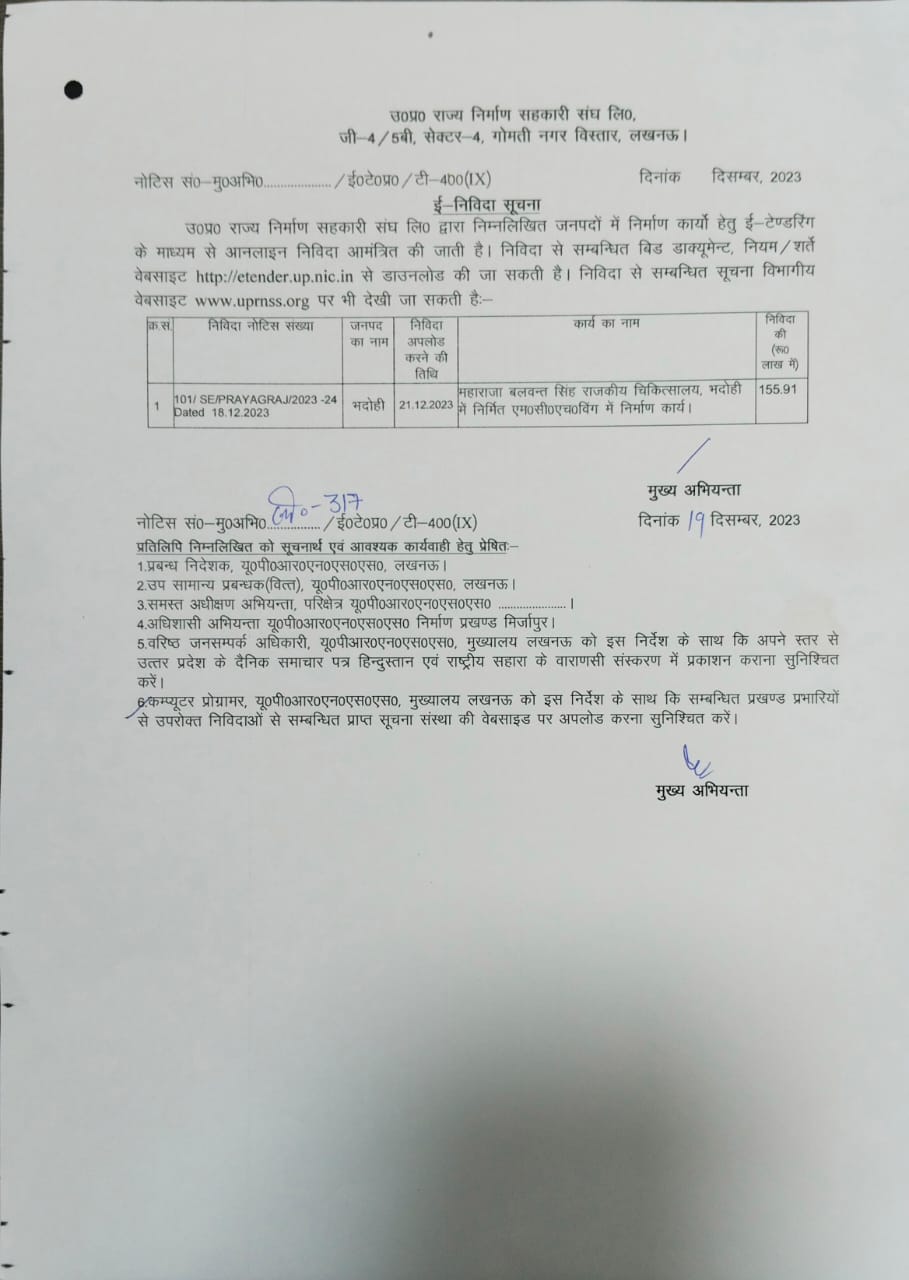 उ0प्र0 राज्य निर्माण सहकारी संघ लि0,
जी–4/5बी, सेक्टर–4, गोमती नगर विस्तार, लखनऊ।
नोटिस सं0–मु0अभि0..................../ई0टे0प्र0/टी–400(IX) दिनांक दिसम्बर, 2023
ई–निविदा सूचना
उ0प्र0 राज्य निर्माण सहकारी संघ लि0 द्वारा निम्नलिखित जनपदों में निर्माण कार्यो हेतु ई–टेण्डरिंग
के माध्यम से आनलाइन निविदा आमंत्रित की जाती है। निविदा से सम्बन्धित बिड डाक्यूमेन्ट, नियम/शर्ते
वेबसाइट http://etender.up.nic.in से डाउनलोड की जा सकती है। निविदा से सम्बन्धित सूचना विभागीय
वेबसाइट www.uprnss.org पर भी देखी जा सकती है:–
क.स. निविदा नोटिस संख्या जनपद का नाम निविदा अपलोड करने की तिथि कार्य का नाम निविदा की (रू0 लाख में)
1 101/ SE/PRAYAGRAJ/2023 -24 Dated 18.12.2023 भदोही 21.12.2023 महाराजा बलवन्त सिंह राजकीय चिकित्सालय, भदोही में निर्मित एम0सी0एच0विंग में निर्माण कार्य। 155.91
मुख्य अभियन्ता
नोटिस सं0–मु0अभि0................/ई0टे0प्र0/टी–400(IX) दिनांक 19 दिसम्बर, 2023
317
प्रतिलिपि निम्नलिखित को सूचनार्थ एवं आवश्यक कार्यवाही हेतु प्रेषितः–
1.प्रबन्ध निदेशक, यू0पी0आर0एन0एस0एस0, लखनऊ।
2.उप सामान्य प्रबन्धक(वित्त), यू0पी0आर0एन0एस0एस0, लखनऊ।
3.समस्त अधीक्षण अभियन्ता, परिक्षेत्र यू0पी0आर0एन0एस0एस0 ......................।
4.अधिशासी अभियन्ता यू0पी0आर0एन0एस0एस0 निर्माण प्रखण्ड मिर्जापुर।
5.वरिष्ठ जनसम्पर्क अधिकारी, यू0पीआर0एन0एस0एस0, मुख्यालय लखनऊ को इस निर्देश के साथ कि अपने स्तर से
उत्तर प्रदेश के दैनिक समाचार पत्र हिन्दुस्तान एवं राष्ट्रीय सहारा के वाराणसी संस्करण में प्रकाशन कराना सुनिश्चित
करें।
6.कम्प्यूटर प्रोग्रामर, यू0पी0आर0एन0एस0एस0, मुख्यालय लखनऊ को इस निर्देश के साथ कि सम्बन्धित प्रखण्ड प्रभारियों
से उपरोक्त निविदाओं से सम्बन्धित प्राप्त सूचना संस्था की वेबसाइड पर अपलोड करना सुनिश्चित करें।
मुख्य अभियन्ता